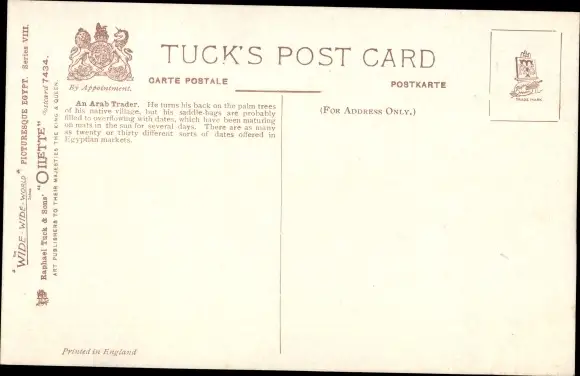 TUCK'S POST CARD
By Appointment.
CARTE POSTALE
POSTKARTE
An Arab Trader. He turns his back on the palm trees
of his native village, but his saddle-bags are probably
filled to overflowing with dates, which have been maturing
on mats in the sun for several days. There are as many
as twenty or thirty different sorts of dates offered in
Egyptian markets.
(FOR ADDRESS ONLY.)
TRADE MARK.
"WIDE-WIDE-WORLD" PICTURESQUE EGYPT. Series VIII.
Raphael Tuck & Sons' "OILETTE" Postcard 7434.
ART PUBLISHERS TO THEIR MAJESTIES THE KING & QUEEN.
Printed in England